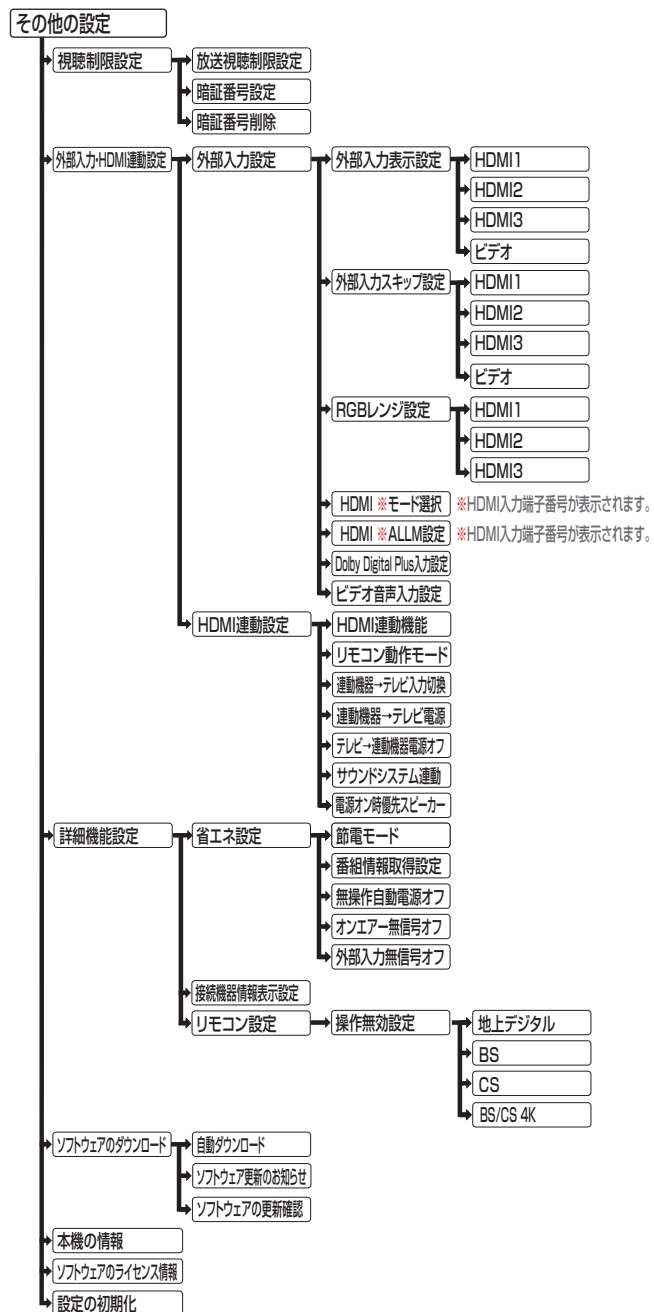 その他の設定
視聴制限設定
放送視聴制限設定
暗証番号設定
暗証番号削除
外部入力・HDMI連動設定
外部入力設定
外部入力表示設定
HDMI1
HDMI2
HDMI3
ビデオ
外部入力スキップ設定
HDMI1
HDMI2
HDMI3
ビデオ
RGBレンジ設定
HDMI1
HDMI2
HDMI3
HDMI ※モード選択 ※HDMI入力端子番号が表示されます。
HDMI ※ALLM設定 ※HDMI入力端子番号が表示されます。
Dolby Digital Plus入力設定
ビデオ音声入力設定
HDMI連動設定
HDMI連動機能
リモコン動作モード
連動機器→テレビ入力切換
連動機器→テレビ電源
テレビ→連動機器電源オフ
サウンドシステム連動
電源オン時優先スピーカー
詳細機能設定
省エネ設定
節電モード
番組情報取得設定
無操作自動電源オフ
オンエアー無信号オフ
外部入力無信号オフ
接続機器情報表示設定
リモコン設定
操作無効設定
地上デジタル
BS
CS
BS/CS 4K
ソフトウェアのダウンロード
自動ダウンロード
ソフトウェア更新のお知らせ
ソフトウェアの更新確認
本機の情報
ソフトウェアのライセンス情報
設定の初期化